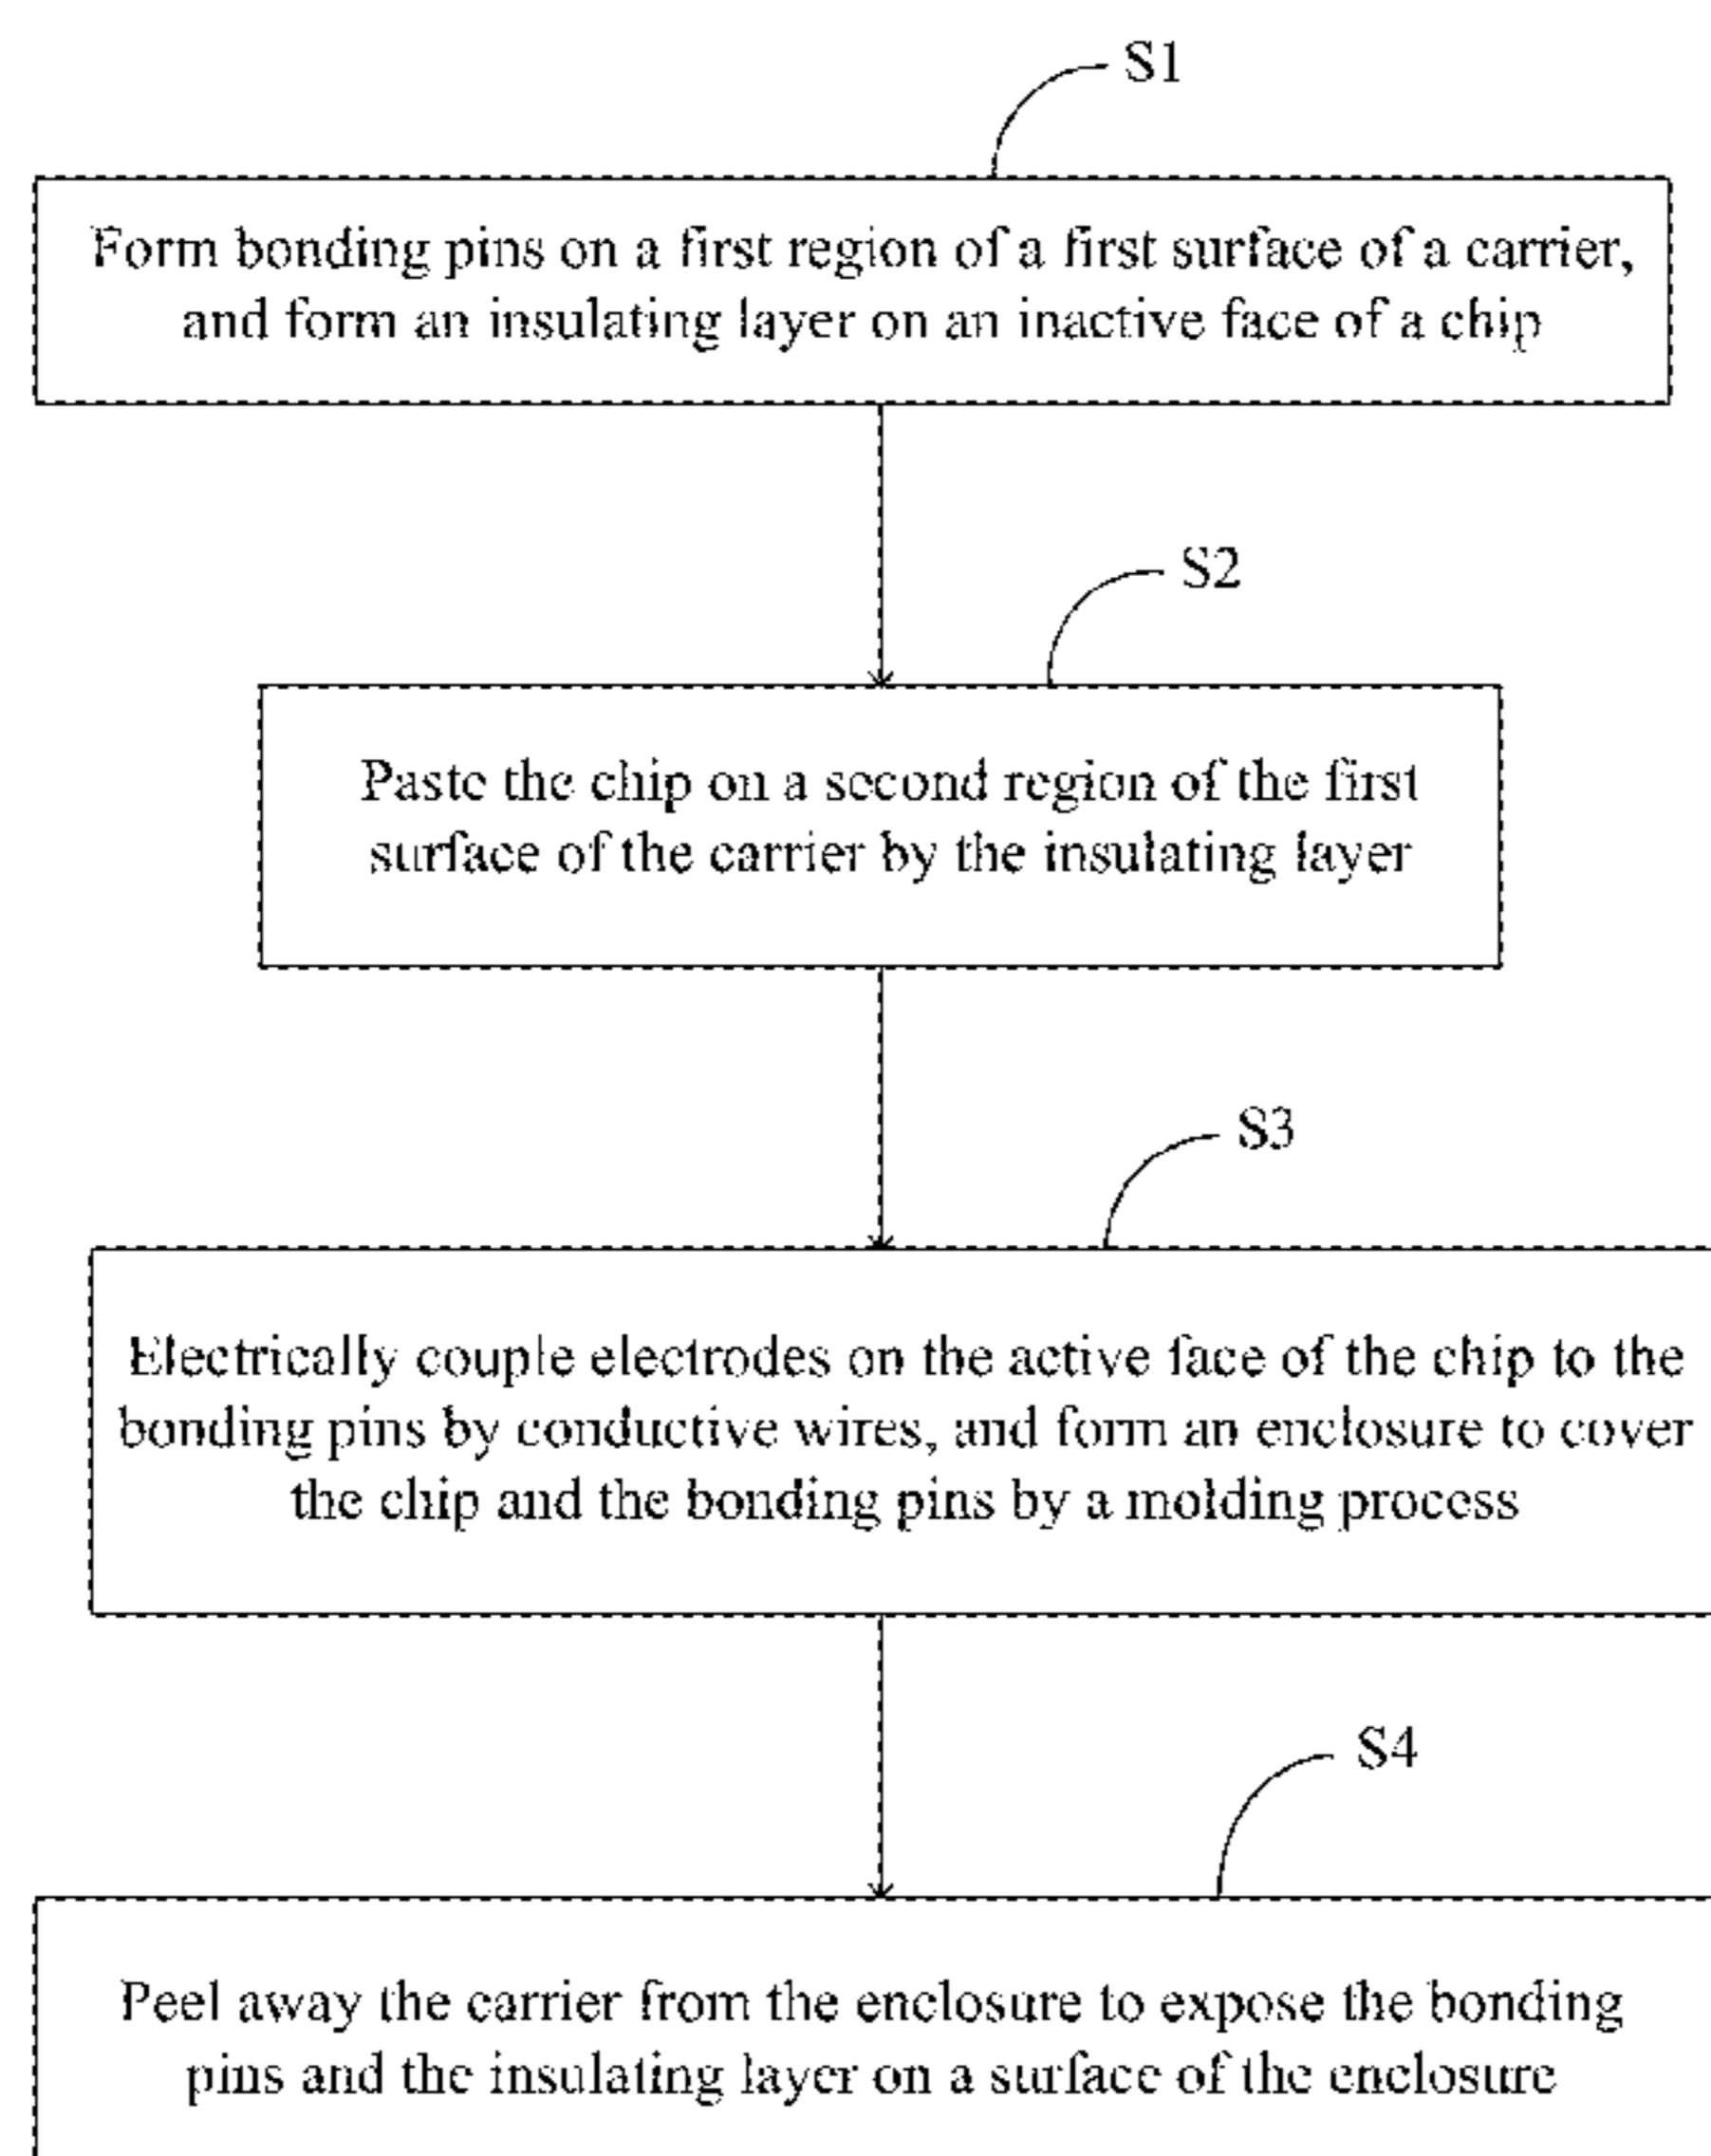 S1
Form bonding pins on a first region of a first surface of a carrier,
and form an insulating layer on an inactive face of a chip
S2
Paste the chip on a second region of the first
surface of the carrier by the insulating layer
S3
Electrically couple electrodes on the active face of the chip to the
bonding pins by conductive wires, and form an enclosure to cover
the chip and the bonding pins by a molding process
S4
Peel away the carrier from the enclosure to expose the bonding
pins and the insulating layer on a surface of the enclosure